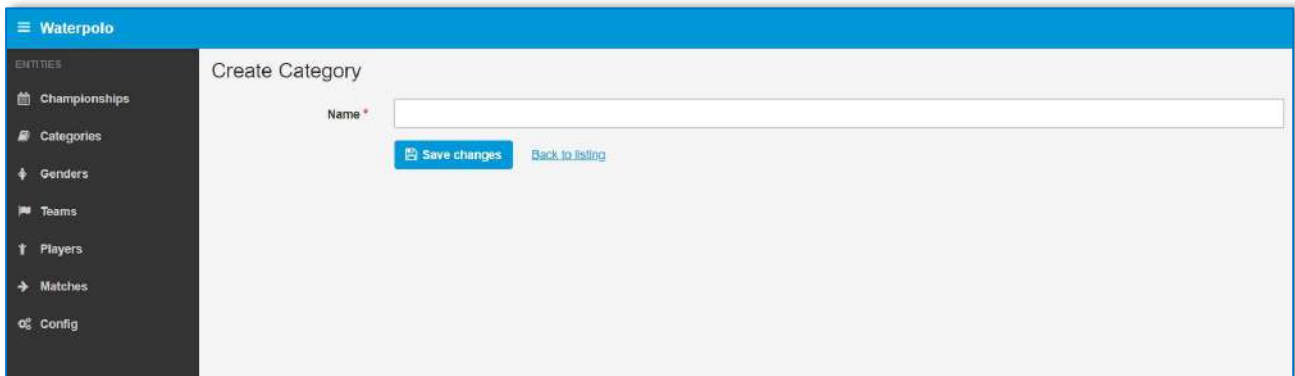 Waterpolo
ENTITIES
Championships
Categories
Genders
Teams
Players
Matches
Config
Create Category
Name *
Save changes
Back to listing